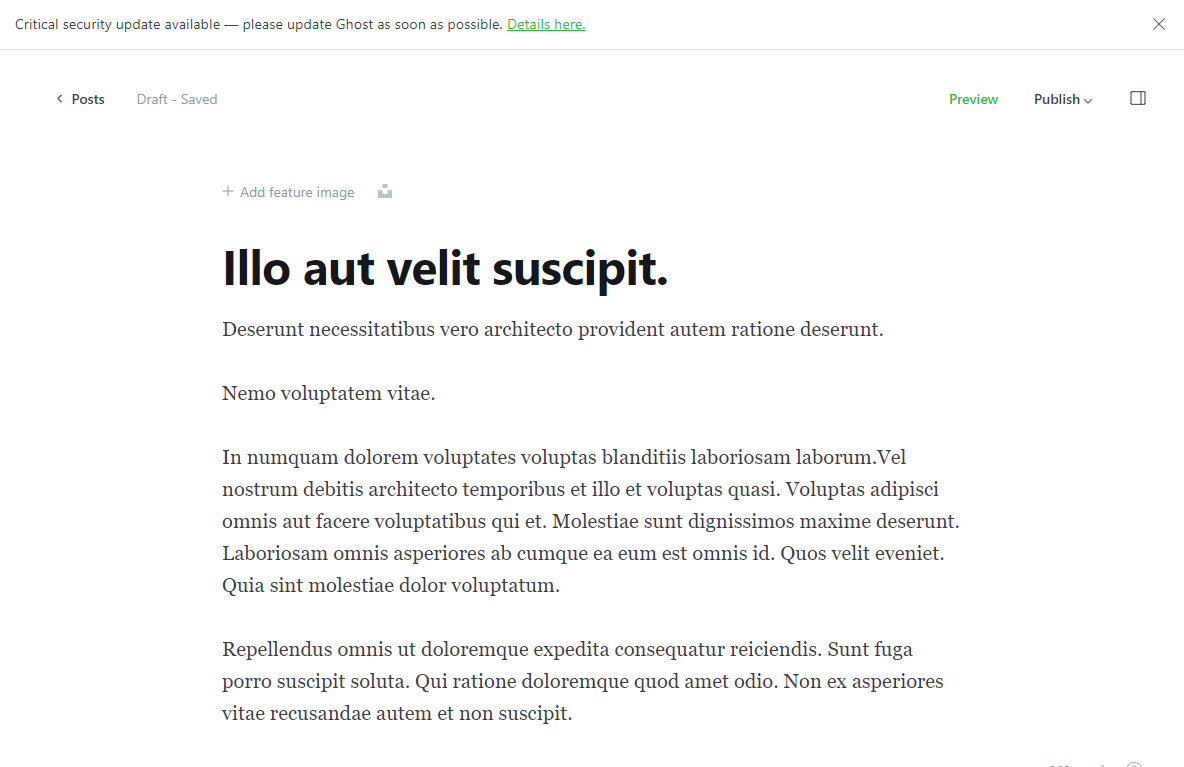 Critical security update available — please update Ghost as soon as possible. Details here.
Posts Draft - Saved Preview Publish
Add feature image
Illo aut velit suscipit.
Deserunt necessitatibus vero architecto provident autem ratione deserunt.
Nemo voluptatem vitae.
In numquam dolorem voluptates voluptas blanditiis laboriosam laborum.Vel
nostrum debitis architecto temporibus et illo et voluptas quasi. Voluptas adipisci
omnis aut facere voluptatibus qui et. Molestiae sunt dignissimos maxime deserunt.
Laboriosam omnis asperiores ab cumque ea eum est omnis id. Quos velit eveniet.
Quia sint molestiae dolor voluptatum.
Repellendus omnis ut doloremque expedita consequatur reiciendis. Sunt fuga
porro suscipit soluta. Qui ratione doloremque quod amet odio. Non ex asperiores
vitae recusandae autem et non suscipit.